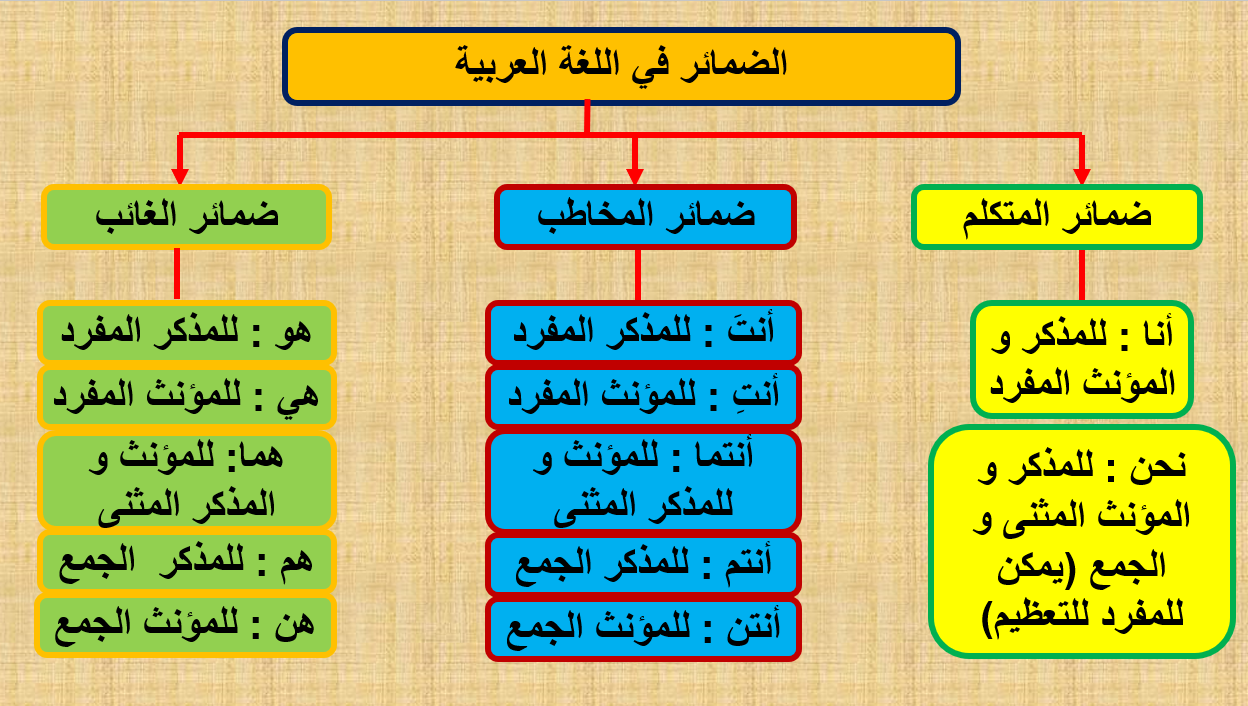 الضمائر في اللغة العربية
ضمائر المتكلم
أنا : للمذكر و
المؤنث المفرد
نحن : للمذكر و
المؤنث المثنى و
الجمع (يمكن
للمفرد للتعظيم)
ضمائر المخاطب
أنتَ : للمذكر المفرد
أنتِ : للمؤنث المفرد
أنتما : للمؤنث و
للمذكر المثنى
أنتم : للمذكر الجمع
أنتن : للمؤنث الجمع
ضمائر الغائب
هو : للمذكر المفرد
هي : للمؤنث المفرد
هما: للمؤنث و
المذكر المثنى
هم : للمذكر الجمع
هن : للمؤنث الجمع